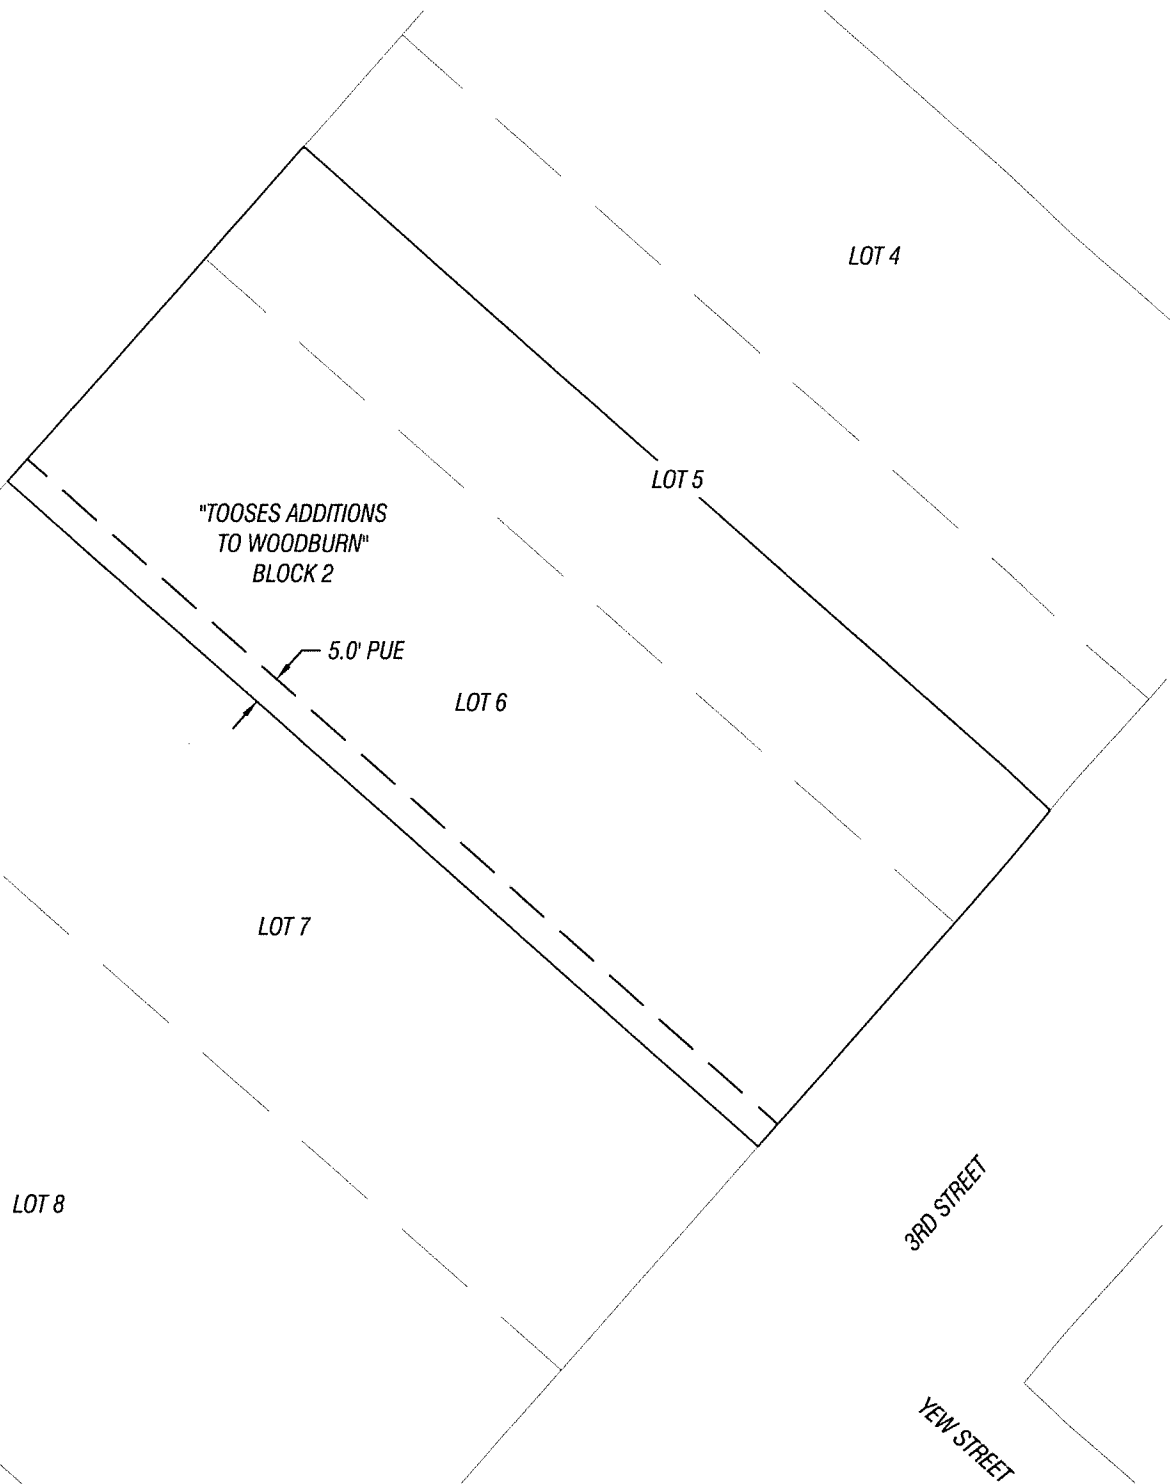 LOT 4
LOT 5
"TOOSES ADDITIONS
TO WOODBURN"
BLOCK 2
5.0' PUE
LOT 6
LOT 7
LOT 8
3RD STREET
YEW STREET